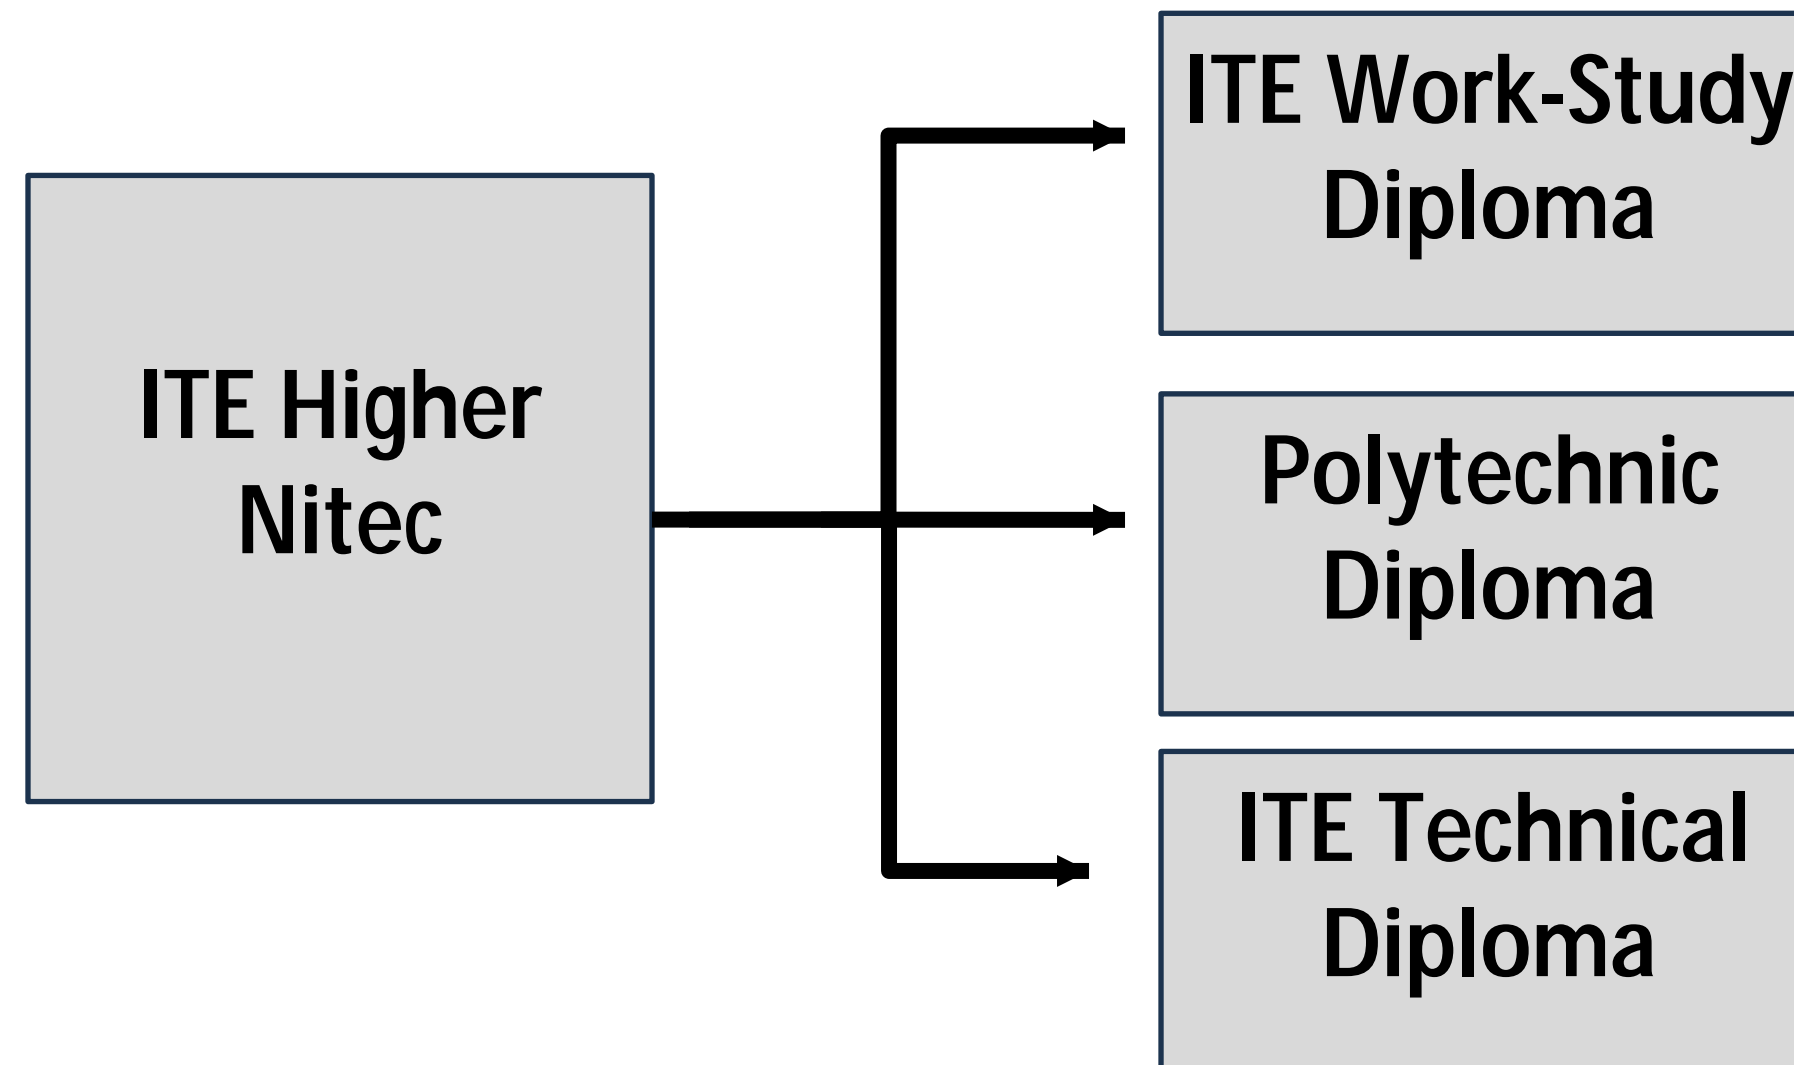 ITE Higher
Nitec
ITE Work-Study
Diploma
Polytechnic
Diploma
ITE Technical
Diploma